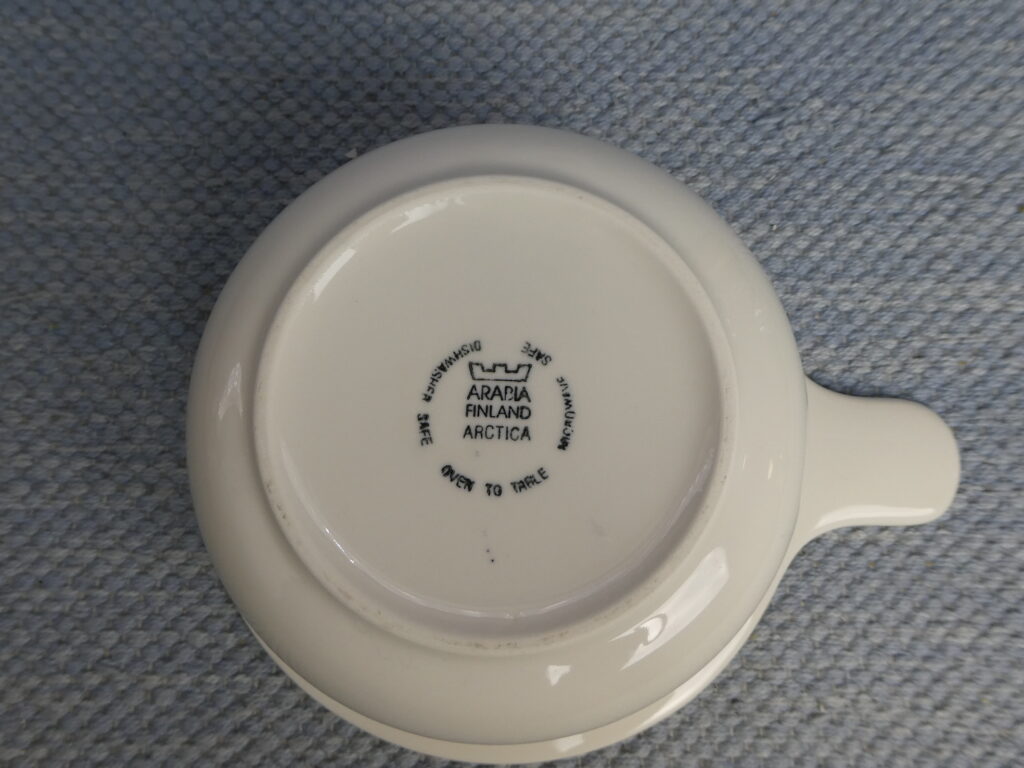 ARABIA
FINLAND
ARCTICA
DISHWASHER SAFE
OVEN TO TABLE
MICROWAVE SAFE